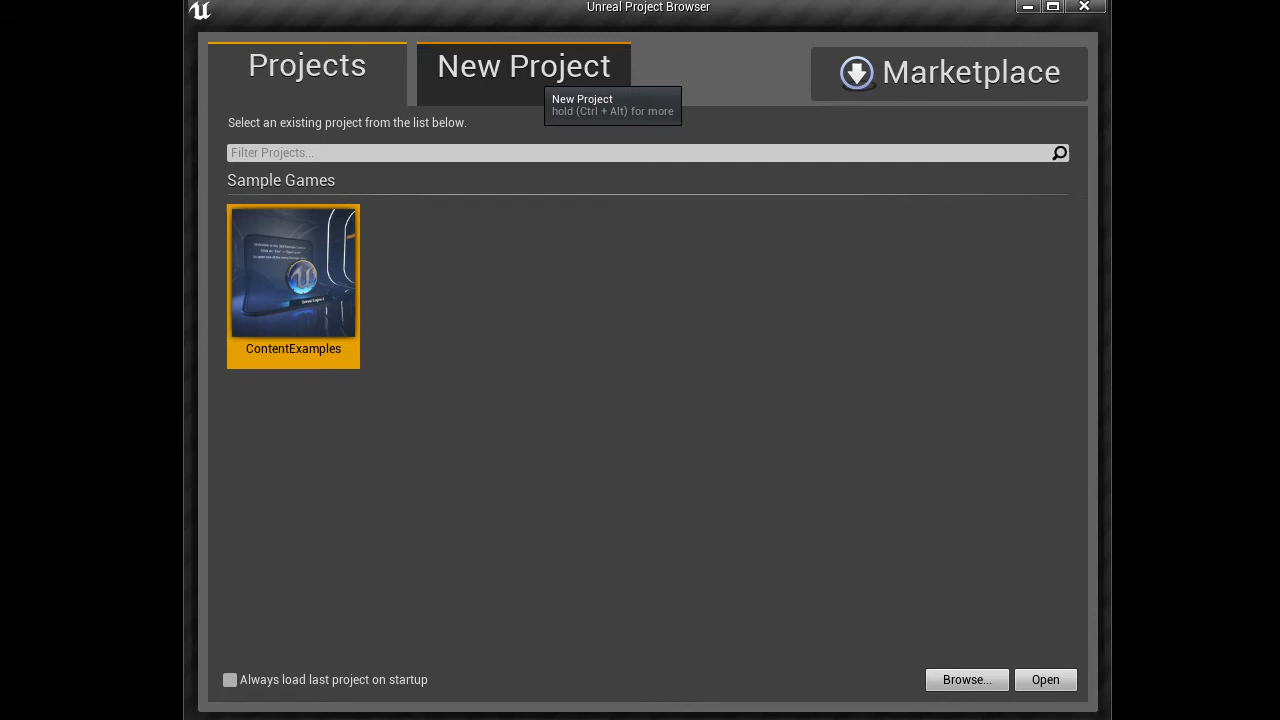 Unreal Project Browser
Projects
New Project
Marketplace
New Project
hold (Ctrl + Alt) for more
Select an existing project from the list below.
Filter Projects...
Sample Games
ContentExamples
Always load last project on startup
Browse...
Open